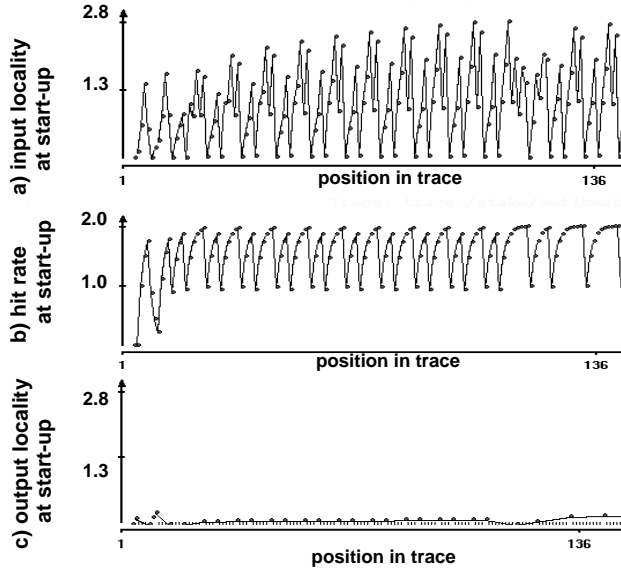 2.8
1.3
a) input locality
at start-up
1
position in trace
136
2.0
1.0
b) hit rate
at start-up
1
position in trace
136
2.8
1.3
c) output locality
at start-up
1
position in trace
136